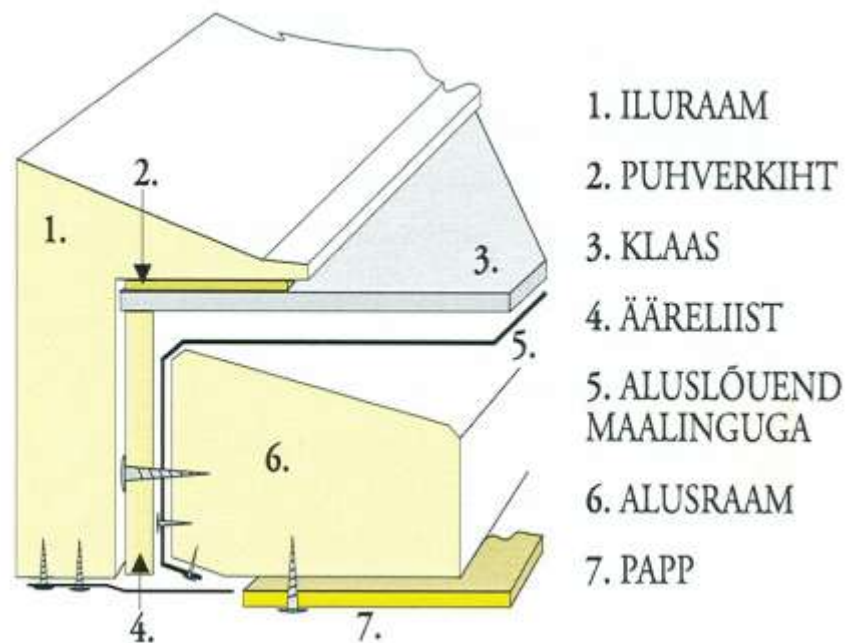 1. ILURAAM
2. PUHVERKIHT
3. KLAAS
4. ÄÄRELIIST
5. ALUSLÕUEND
MAALINGUGA
6. ALUSRAAM
7. PAPP
2.
1.
3.
5.
6.
4.
7.